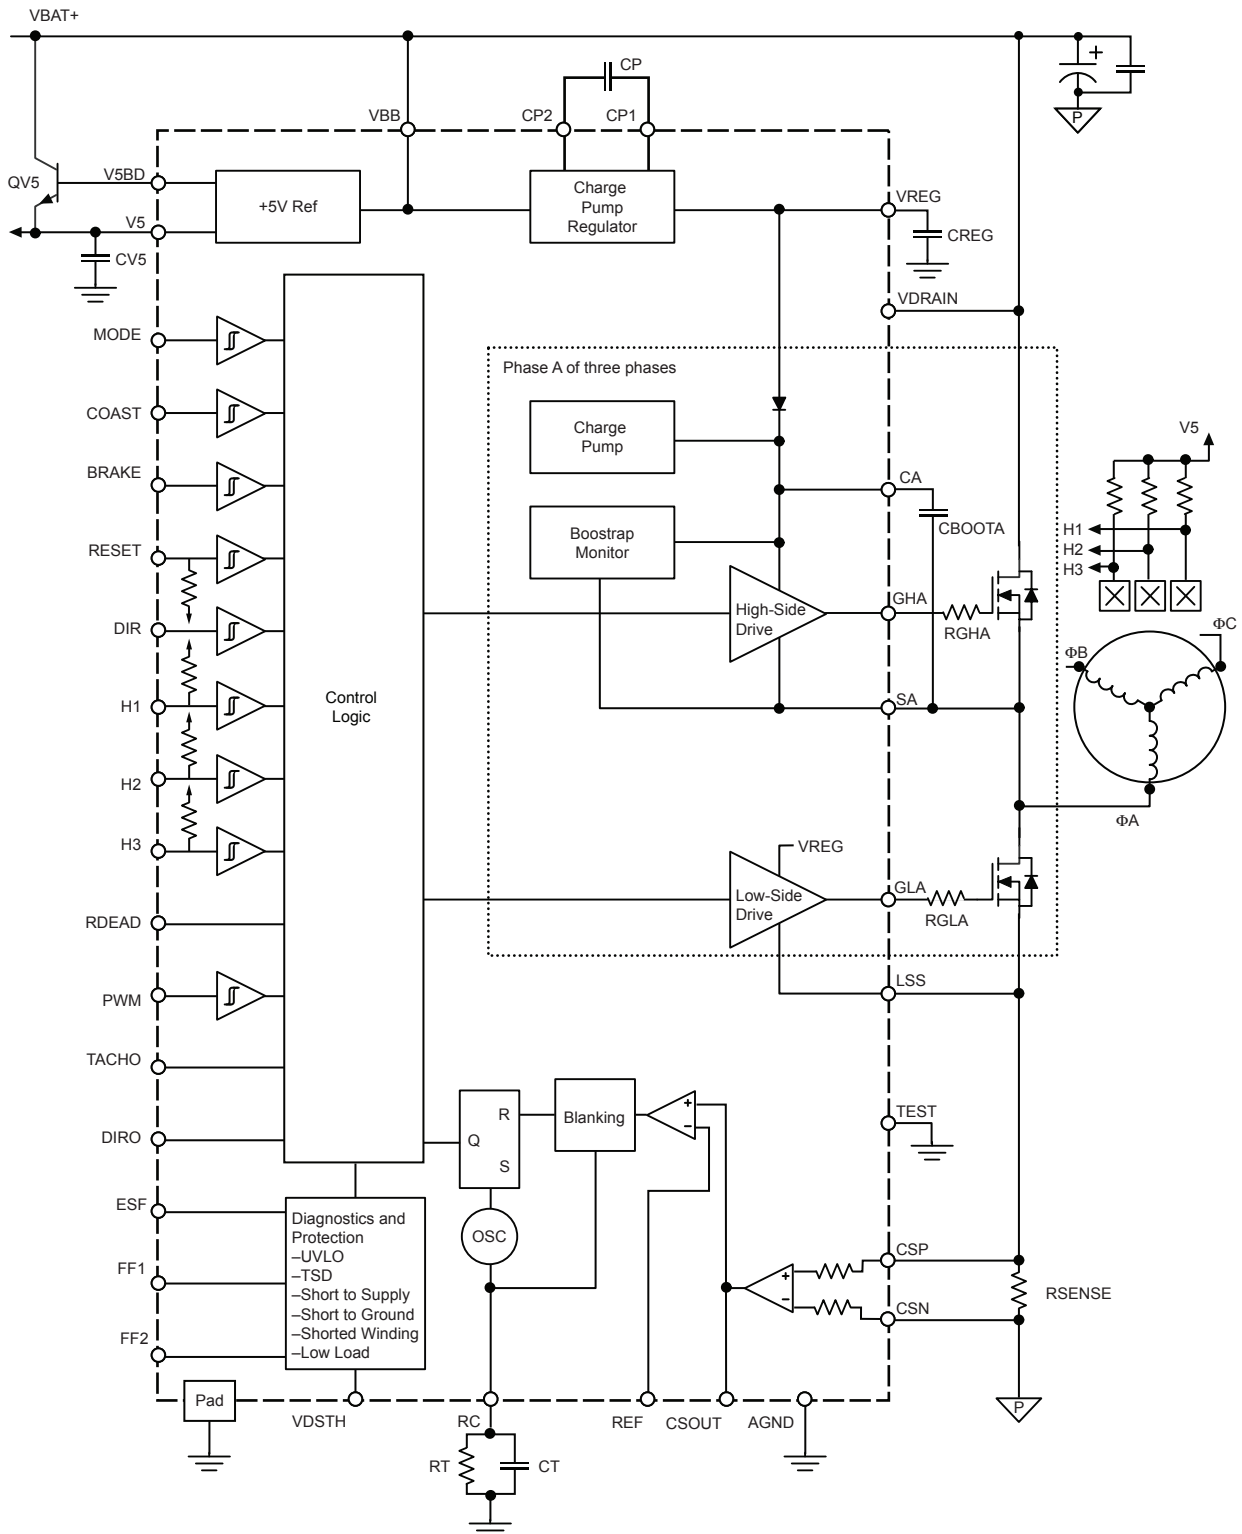 VBAT+
CP
VBB
CP2
CP1
QV5
V5BD
+5V Ref
Charge
Pump
Regulator
VREG
V5
CV5
CREG
VDRAIN
MODE
Phase A of three phases
COAST
Charge
Pump
V5
BRAKE
CA
CBOOTA
H1
H2
H3
RESET
Boostrap
Monitor
High-Side
Drive
GHA
RGHA
DIR
ΦC
ΦB
Control
Logic
H1
SA
H2
ΦA
H3
VREG
Low-Side
Drive
GLA
RGLA
RDEAD
LSS
PWM
TACHO
R
Q
S
Blanking
+
–
TEST
DIRO
ESF
Diagnostics and
Protection
–UVLO
–TSD
–Short to Supply
–Short to Ground
–Shorted Winding
–Low Load
OSC
FF1
+
–
CSP
CSN
RSENSE
FF2
Pad
VDSTH
RC
REF
CSOUT
AGND
P
RT
CT
+
P